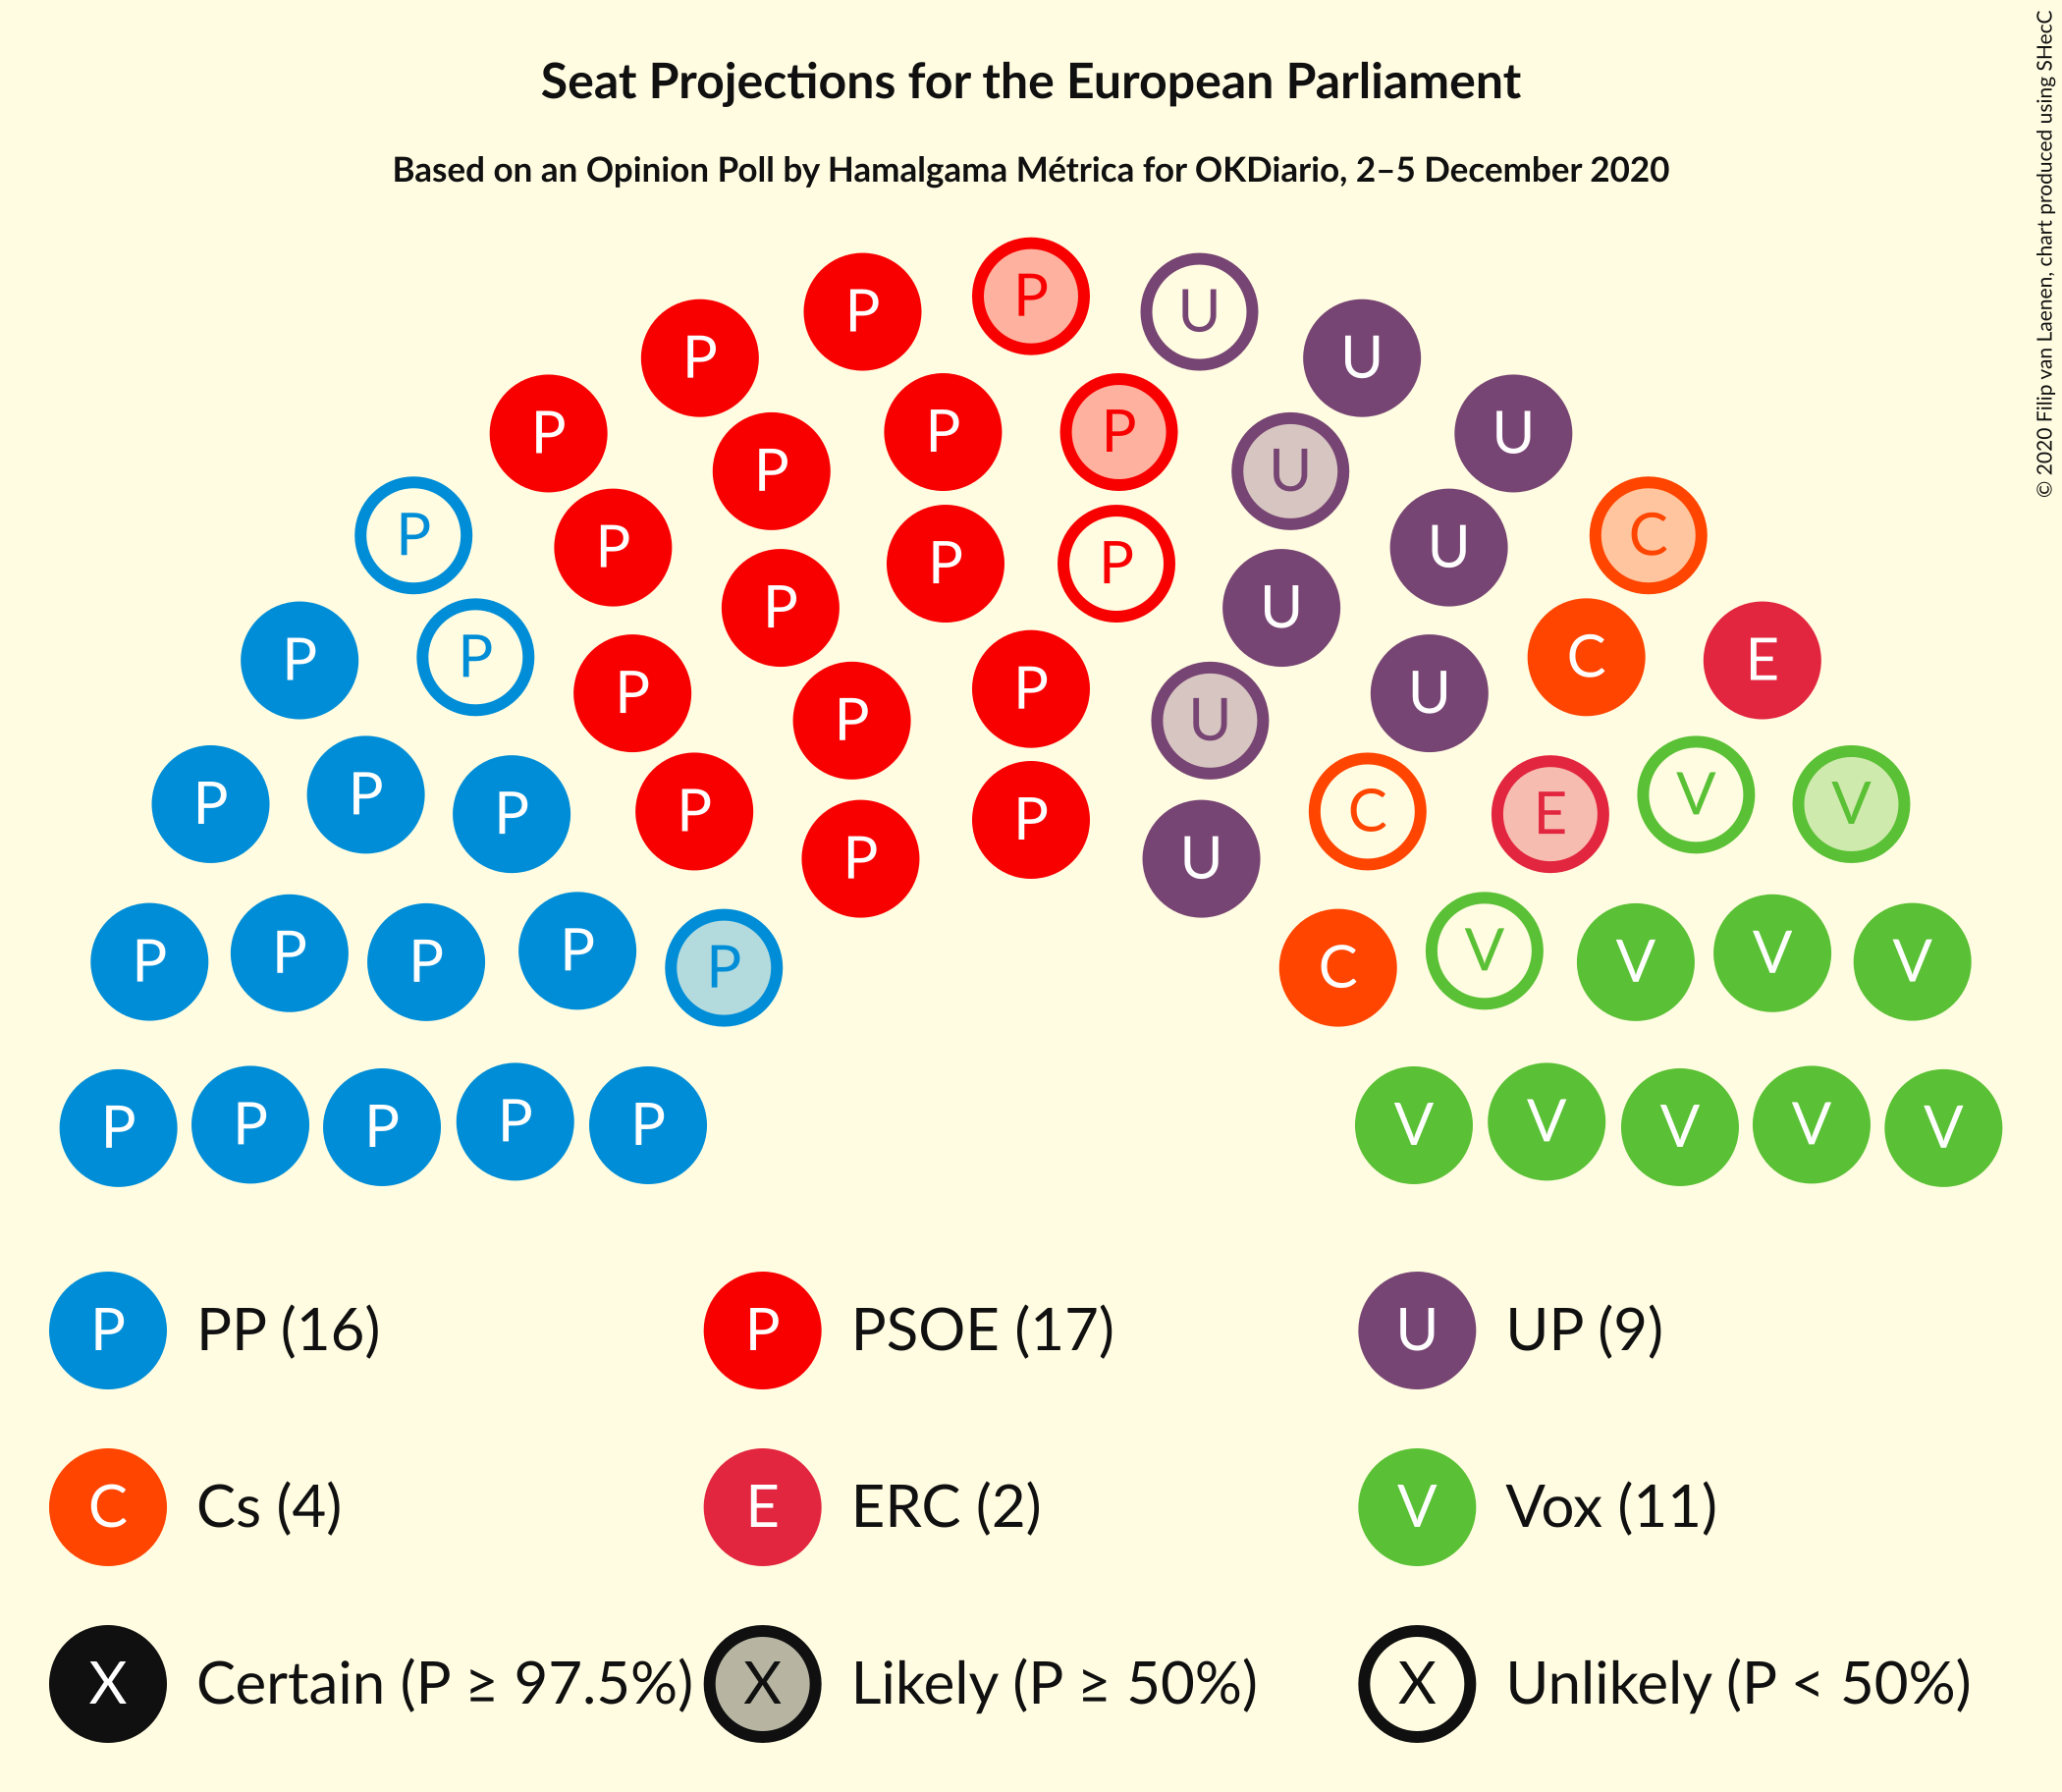 Seat Projections for the European Parliament
Based on an Opinion Poll by Hamalgama Métrica for OKDiario, 2–5 December 2020
© 2020 Filip van Laenen, chart produced using SHecC
P P U
P P U
P P P U U
P P P U C
P P P P U U
P P P P U C E
P P P U
P P P P P C E V V
P U
P P P P P C V V V V
P P P P P V V V V V
P PP (16) P PSOE (17) U UP (9)
C Cs (4) E ERC (2) V Vox (11)
X Certain (P ≥ 97.5%) X Likely (P ≥ 50%) X Unlikely (P < 50%)